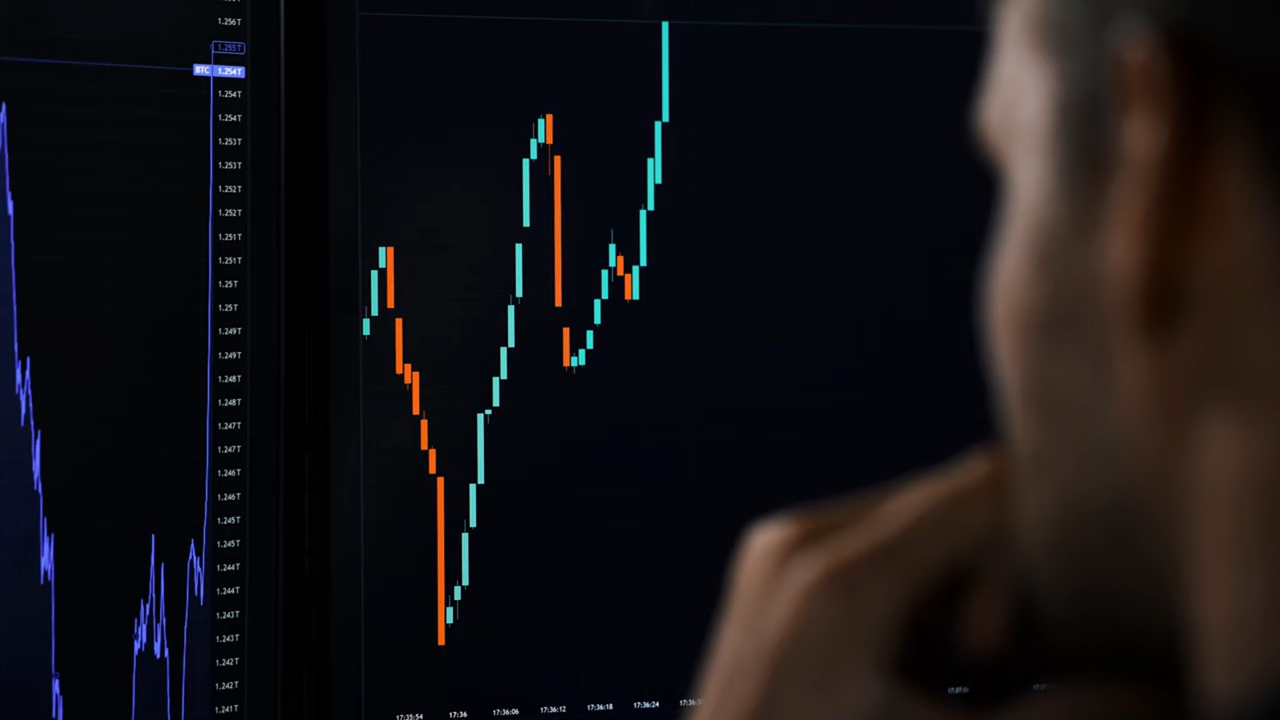 1.256T
1.255T
BTC 1.254T
1.254T
1.254T
1.253T
1.253T
1.252T
1.252T
1.251T
1.251T
1.25T
1.25T
1.249T
1.249T
1.248T
1.248T
1.247T
1.247T
1.246T
1.246T
1.245T
1.245T
1.244T
1.244T
1.243T
1.243T
1.242T
1.242T
1.241T
17:35:54 17:36 17:36:06 17:36:12 17:36:18 17:36:24